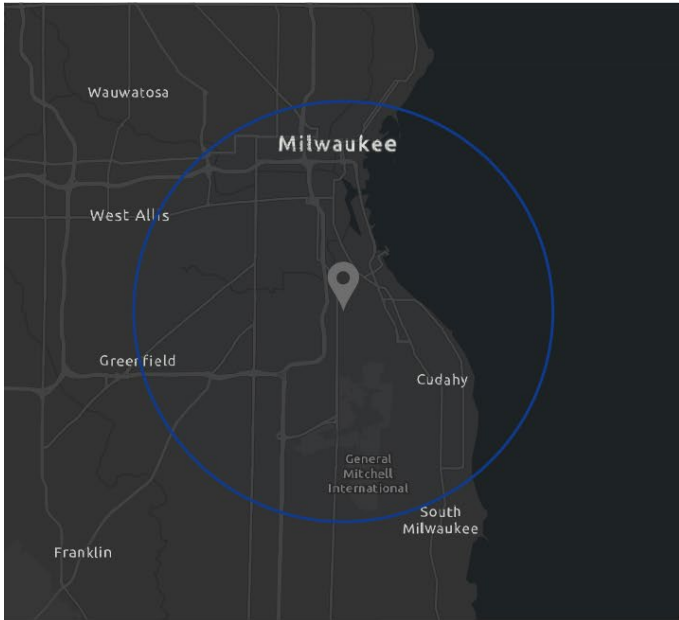 Wauwatosa
Milwaukee
West Allis
Greenfield
Cudahy
General
Mitchell
International
South
Milwaukee
Franklin